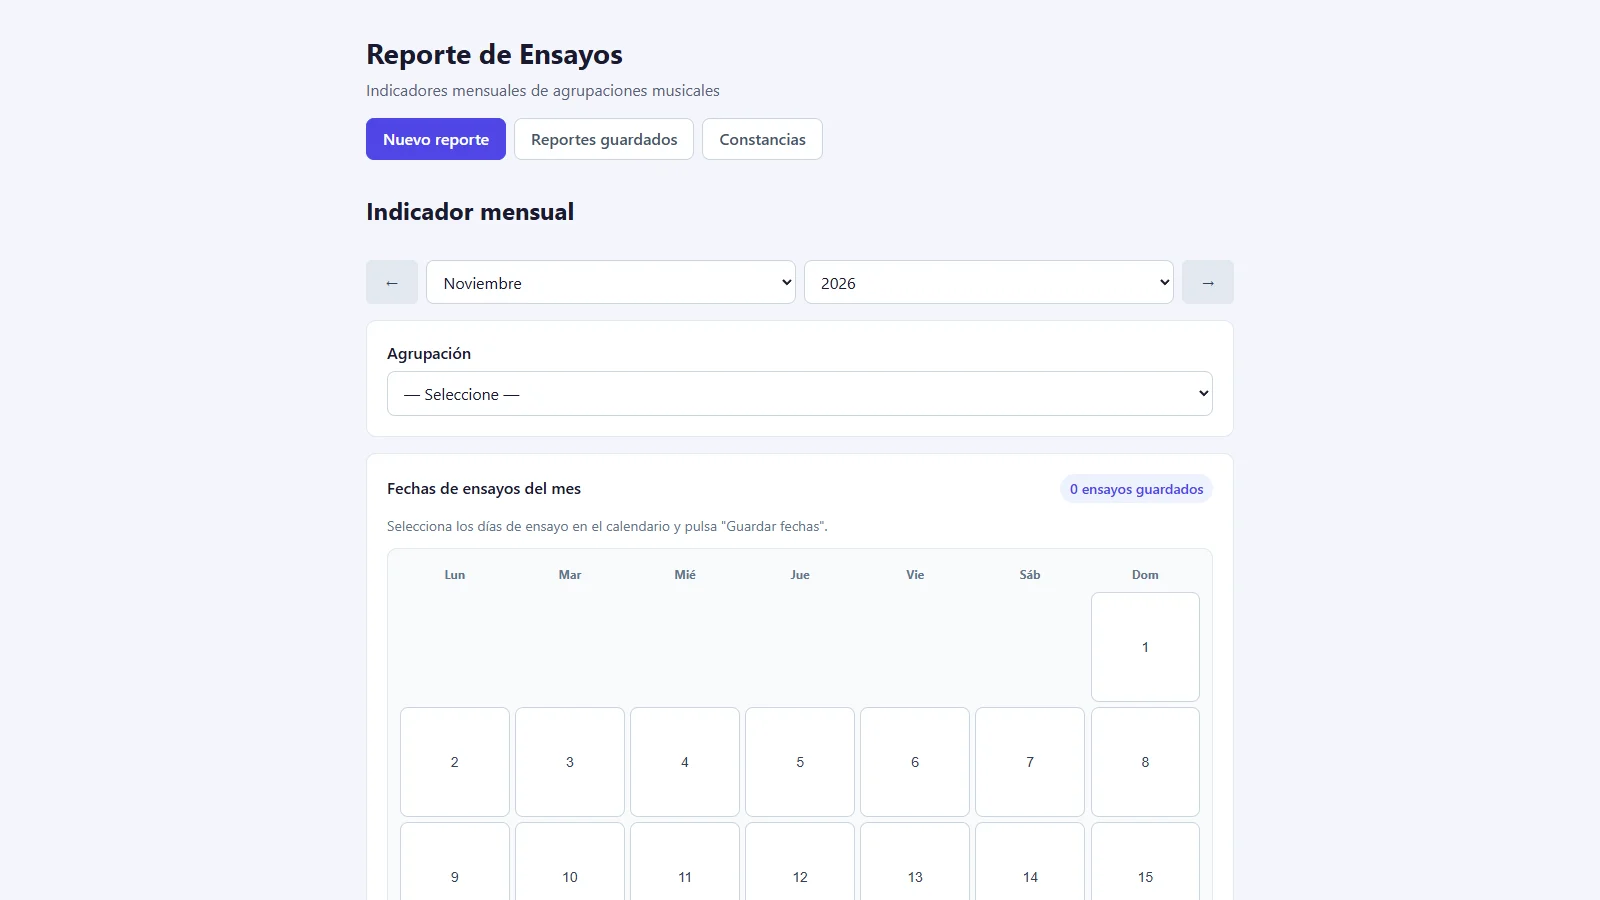 Reporte de Ensayos
Indicadores mensuales de agrupaciones musicales
Nuevo reporte Reportes guardados Constancias
Indicador mensual
← Noviembre 2026 →
Agrupación
— Seleccione —
Fechas de ensayos del mes 0 ensayos guardados
Selecciona los días de ensayo en el calendario y pulsa "Guardar fechas".
Lun Mar Mié Jue Vie Sáb Dom
1
2 3 4 5 6 7 8
9 10 11 12 13 14 15